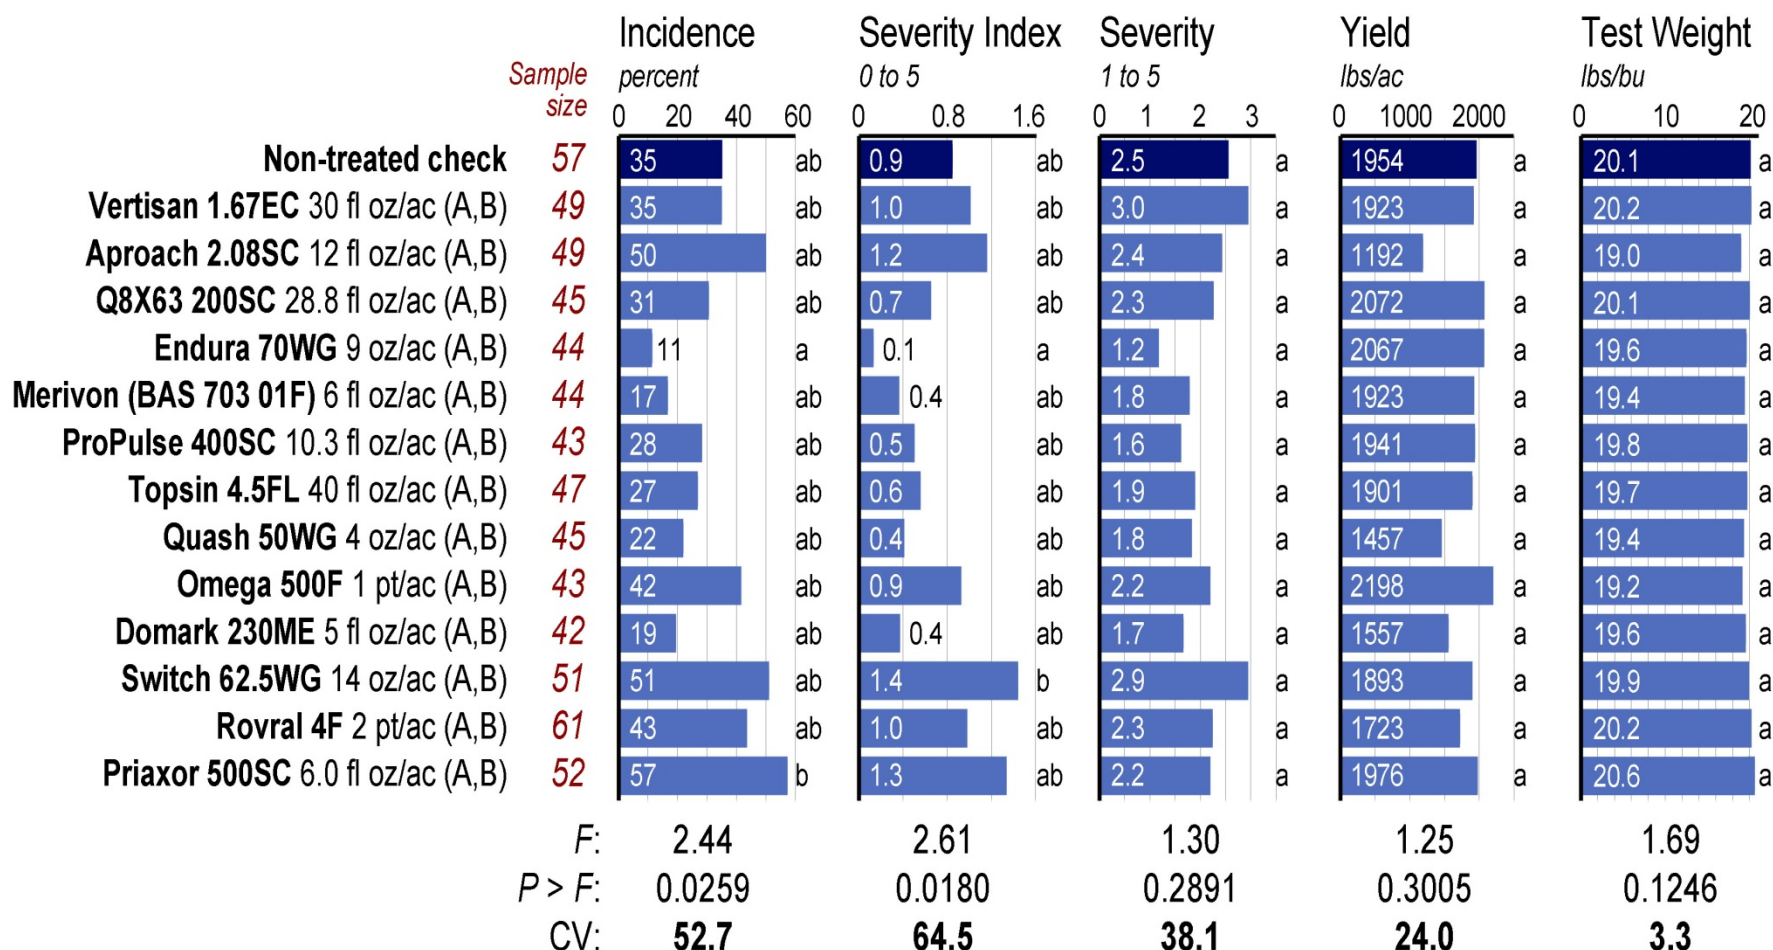 Incidence Severity Index Severity Yield Test Weight
Sample size percent 0 to 5 1 to 5 lbs/ac lbs/bu
0 20 40 60 0 0.8 1.6 0 1 2 3 0 1000 2000 0 10 20
Non-treated check 57 35 ab 0.9 ab 2.5 a 1954 a 20.1 a
Vertisan 1.67EC 30 fl oz/ac (A,B) 49 35 ab 1.0 ab 3.0 a 1923 a 20.2 a
Aproach 2.08SC 12 fl oz/ac (A,B) 49 50 ab 1.2 ab 2.4 a 1192 a 19.0 a
Q8X63 200SC 28.8 fl oz/ac (A,B) 45 31 ab 0.7 ab 2.3 a 2072 a 20.1 a
Endura 70WG 9 oz/ac (A,B) 44 11 a 0.1 a 1.2 a 2067 a 19.6 a
Merivon (BAS 703 01F) 6 fl oz/ac (A,B) 44 17 ab 0.4 ab 1.8 a 1923 a 19.4 a
ProPulse 400SC 10.3 fl oz/ac (A,B) 43 28 ab 0.5 ab 1.6 a 1941 a 19.8 a
Topsin 4.5FL 40 fl oz/ac (A,B) 47 27 ab 0.6 ab 1.9 a 1901 a 19.7 a
Quash 50WG 4 oz/ac (A,B) 45 22 ab 0.4 ab 1.8 a 1457 a 19.4 a
Omega 500F 1 pt/ac (A,B) 43 42 ab 0.9 ab 2.2 a 2198 a 19.2 a
Domark 230ME 5 fl oz/ac (A,B) 42 19 ab 0.4 ab 1.7 a 1557 a 19.6 a
Switch 62.5WG 14 oz/ac (A,B) 51 51 ab 1.4 b 2.9 a 1893 a 19.9 a
Rovral 4F 2 pt/ac (A,B) 61 43 ab 1.0 ab 2.3 a 1723 a 20.2 a
Priaxor 500SC 6.0 fl oz/ac (A,B) 52 57 b 1.3 ab 2.2 a 1976 a 20.6 a
F: 2.44 2.61 1.30 1.25 1.69
P > F: 0.0259 0.0180 0.2891 0.3005 0.1246
CV: 52.7 64.5 38.1 24.0 3.3